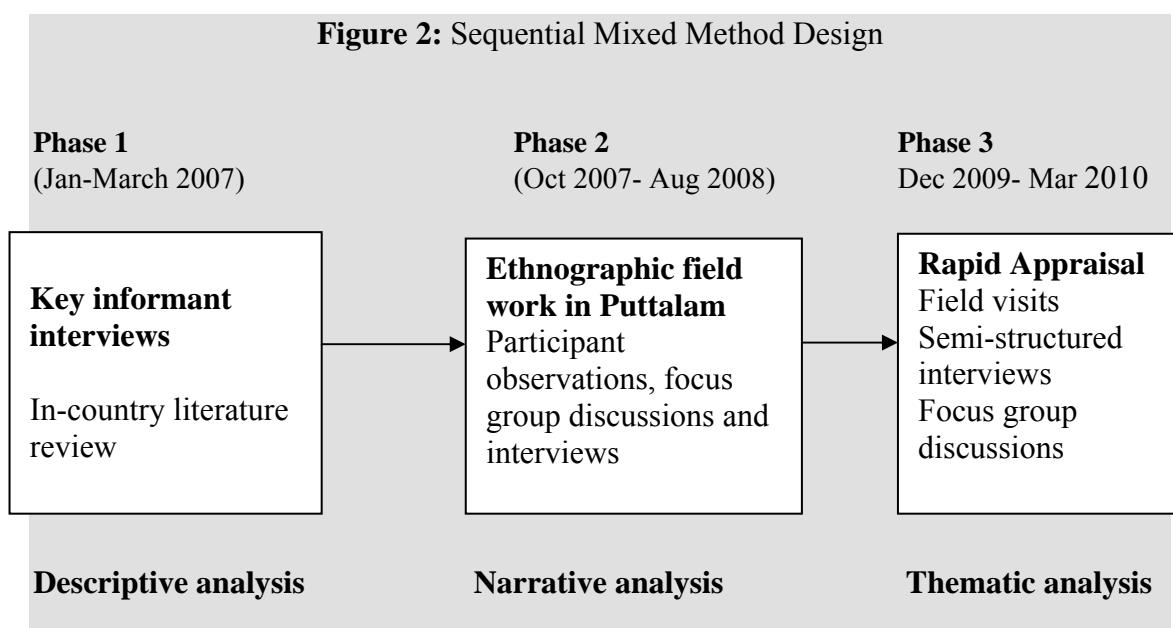 Figure 2: Sequential Mixed Method Design
Phase 1
(Jan-March 2007)
Phase 2
(Oct 2007- Aug 2008)
Phase 3
Dec 2009- Mar 2010
Key informant
interviews
In-country literature
review
Ethnographic field
work in Puttalam
Participant
observations, focus
group discussions and
interviews
Rapid Appraisal
Field visits
Semi-structured
interviews
Focus group
discussions
Descriptive analysis
Narrative analysis
Thematic analysis